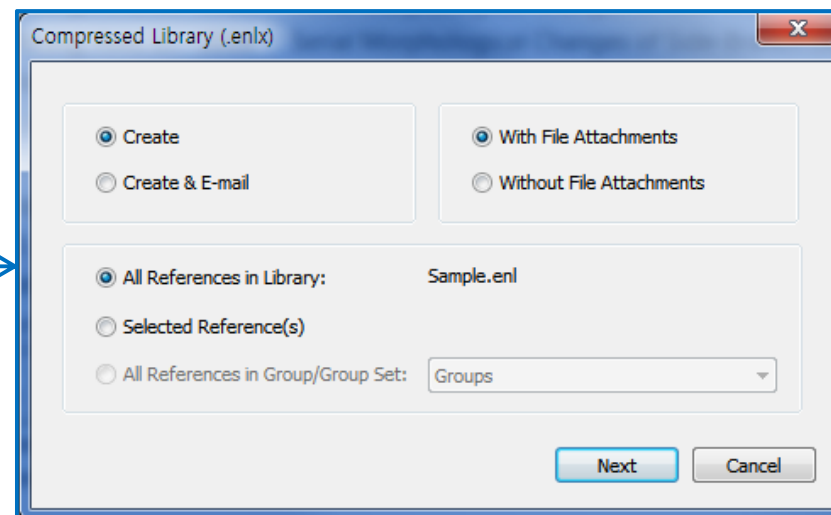 Compressed Library (.enlx)
Create
With File Attachments
Create & E-mail
Without File Attachments
All References in Library: Sample.enl
Selected Reference(s)
All References in Group/Group Set: Groups
Next Cancel